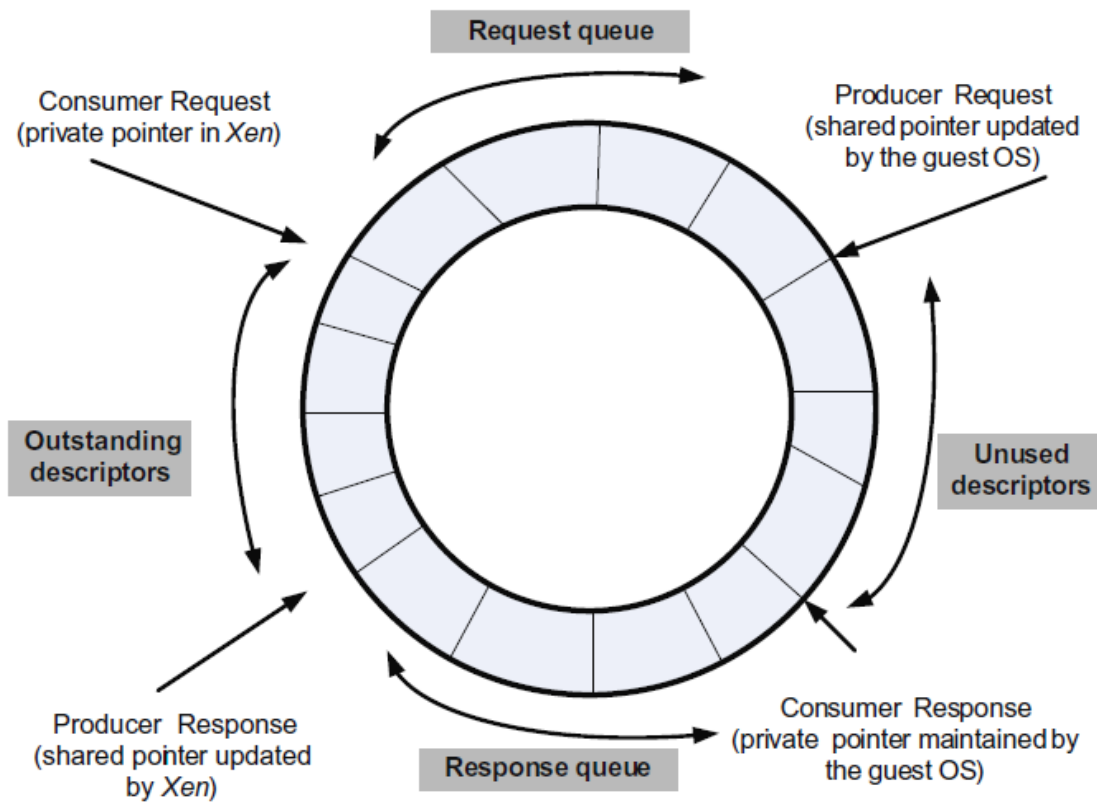 Request queue
Consumer Request
(private pointer in Xen)
Producer Request
(shared pointer updated
by the guest OS)
Outstanding
descriptors
Unused
descriptors
Producer Response
(shared pointer updated
by Xen)
Response queue
Consumer Response
(private pointer maintained by
the guest OS)